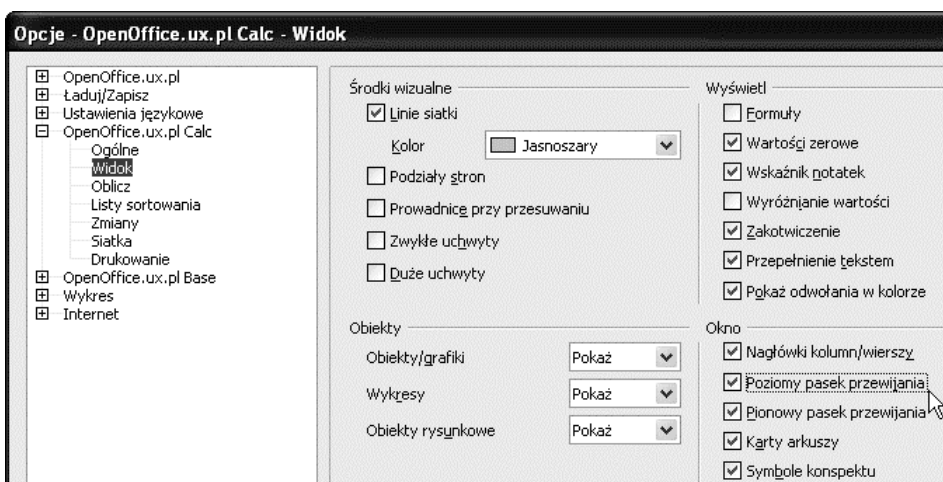 Opcje - OpenOffice.ux.pl Calc - Widok
OpenOffice.ux.pl
Ładuj/Zapisz
Ustawienia językowe
OpenOffice.ux.pl Calc
Ogólne
Widok
Oblicz
Listy sortowania
Zmiany
Siatka
Drukowanie
OpenOffice.ux.pl Base
Wykres
Internet
Środki wizualne
Linie siatki
Kolor Jasnoszary
Podziały stron
Prowadnice przy przesuwaniu
Zwykłe uchwyty
Duże uchwyty
Obiekty
Obiekty/grafiki Pokaż
Wykresy Pokaż
Obiekty rysunkowe Pokaż
Wyświetl
Formuły
Wartości zerowe
Wskaźnik notatek
Wyróżnianie wartości
Zakotwiczenie
Przepełnienie tekstem
Pokaż odwołania w kolorze
Okno
Nagłówki kolumn/wierszy
Poziomy pasek przewijania
Pionowy pasek przewijania
Karty arkuszy
Symbole konspektu